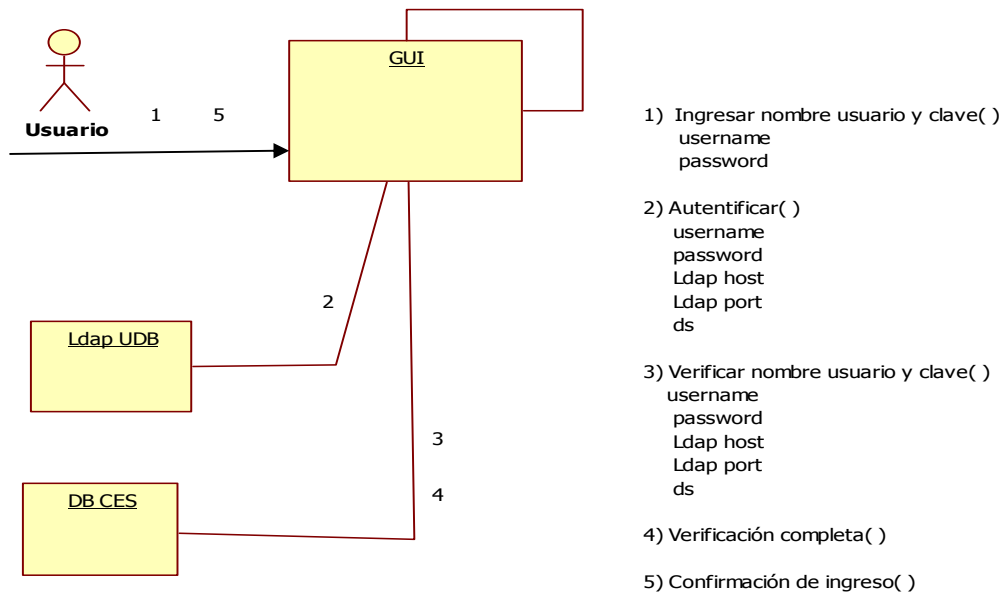 GUI
Usuario
1 5
2
Ldap UDB
3
4
DB CES
1) Ingresar nombre usuario y clave( )
username
password
2) Autentificar( )
username
password
Ldap host
Ldap port
ds
3) Verificar nombre usuario y clave( )
username
password
Ldap host
Ldap port
ds
4) Verificación completa( )
5) Confirmación de ingreso( )